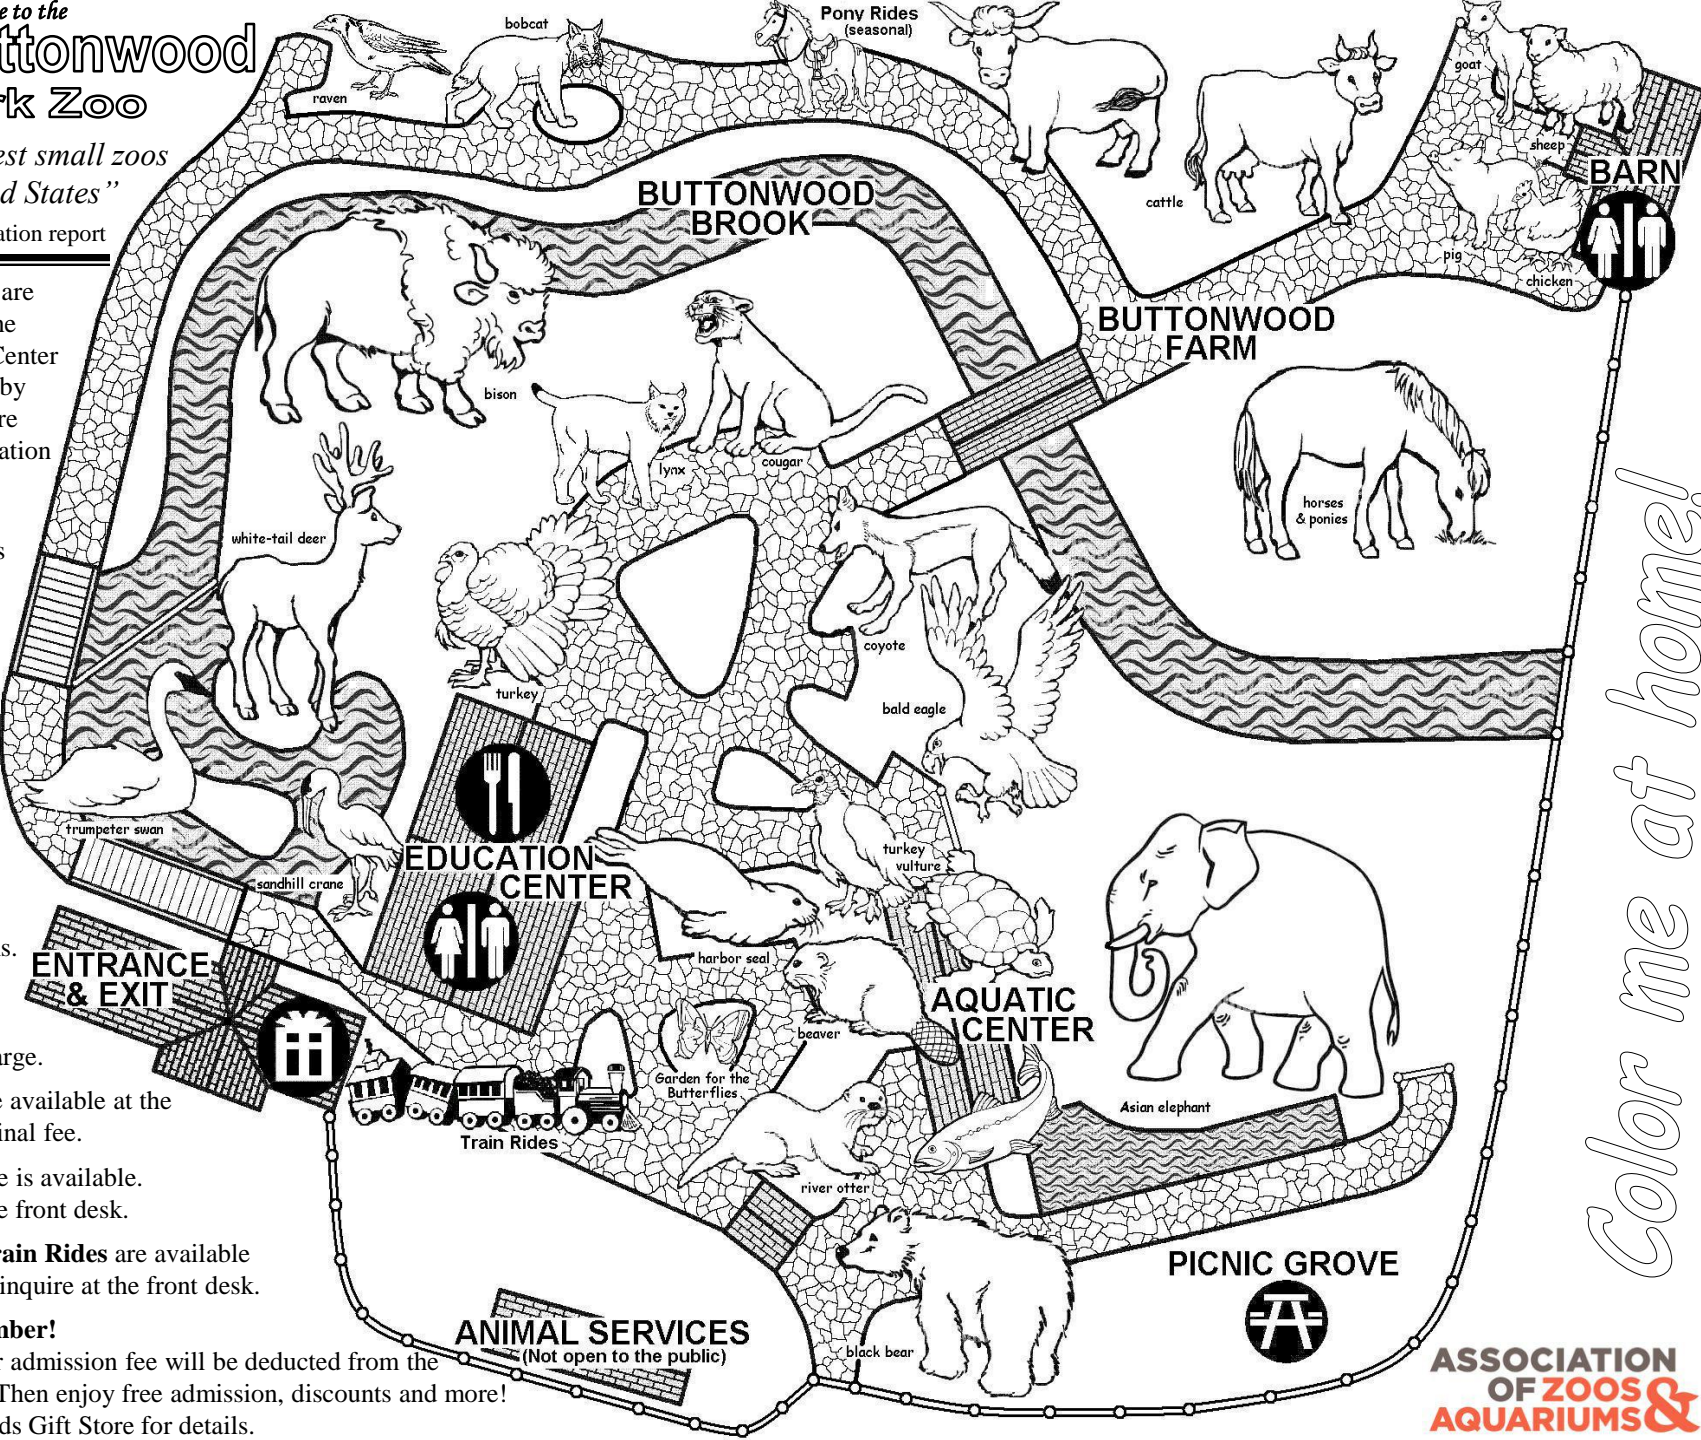 e to the
ttonwood
rk Zoo
est small zoos
d States”
ation report
are
ne
Center
by
re
ation
s
s.
arge.
e available at the
inal fee.
e is available.
e front desk.
rain Rides are available
inquire at the front desk.
mber!
r admission fee will be deducted from the
Then enjoy free admission, discounts and more!
ds Gift Store for details.
raven
bobcat
Pony Rides
(seasonal)
cattle
goat
sheep
BARN
pig
chicken
BUTTONWOOD
BROOK
BUTTONWOOD
FARM
bison
lynx
cougar
horses
& ponies
white-tail deer
turkey
coyote
bald eagle
trumpeter swan
sandhill crane
EDUCATION
CENTER
turkey
vulture
harbor seal
beaver
AQUATIC
CENTER
ENTRANCE
& EXIT
Garden for the
Butterflies
Train Rides
river otter
Asian elephant
black bear
PICNIC GROVE
ANIMAL SERVICES
(Not open to the public)
Color me at home!
ASSOCIATION
OF ZOOS &
AQUARIUMS